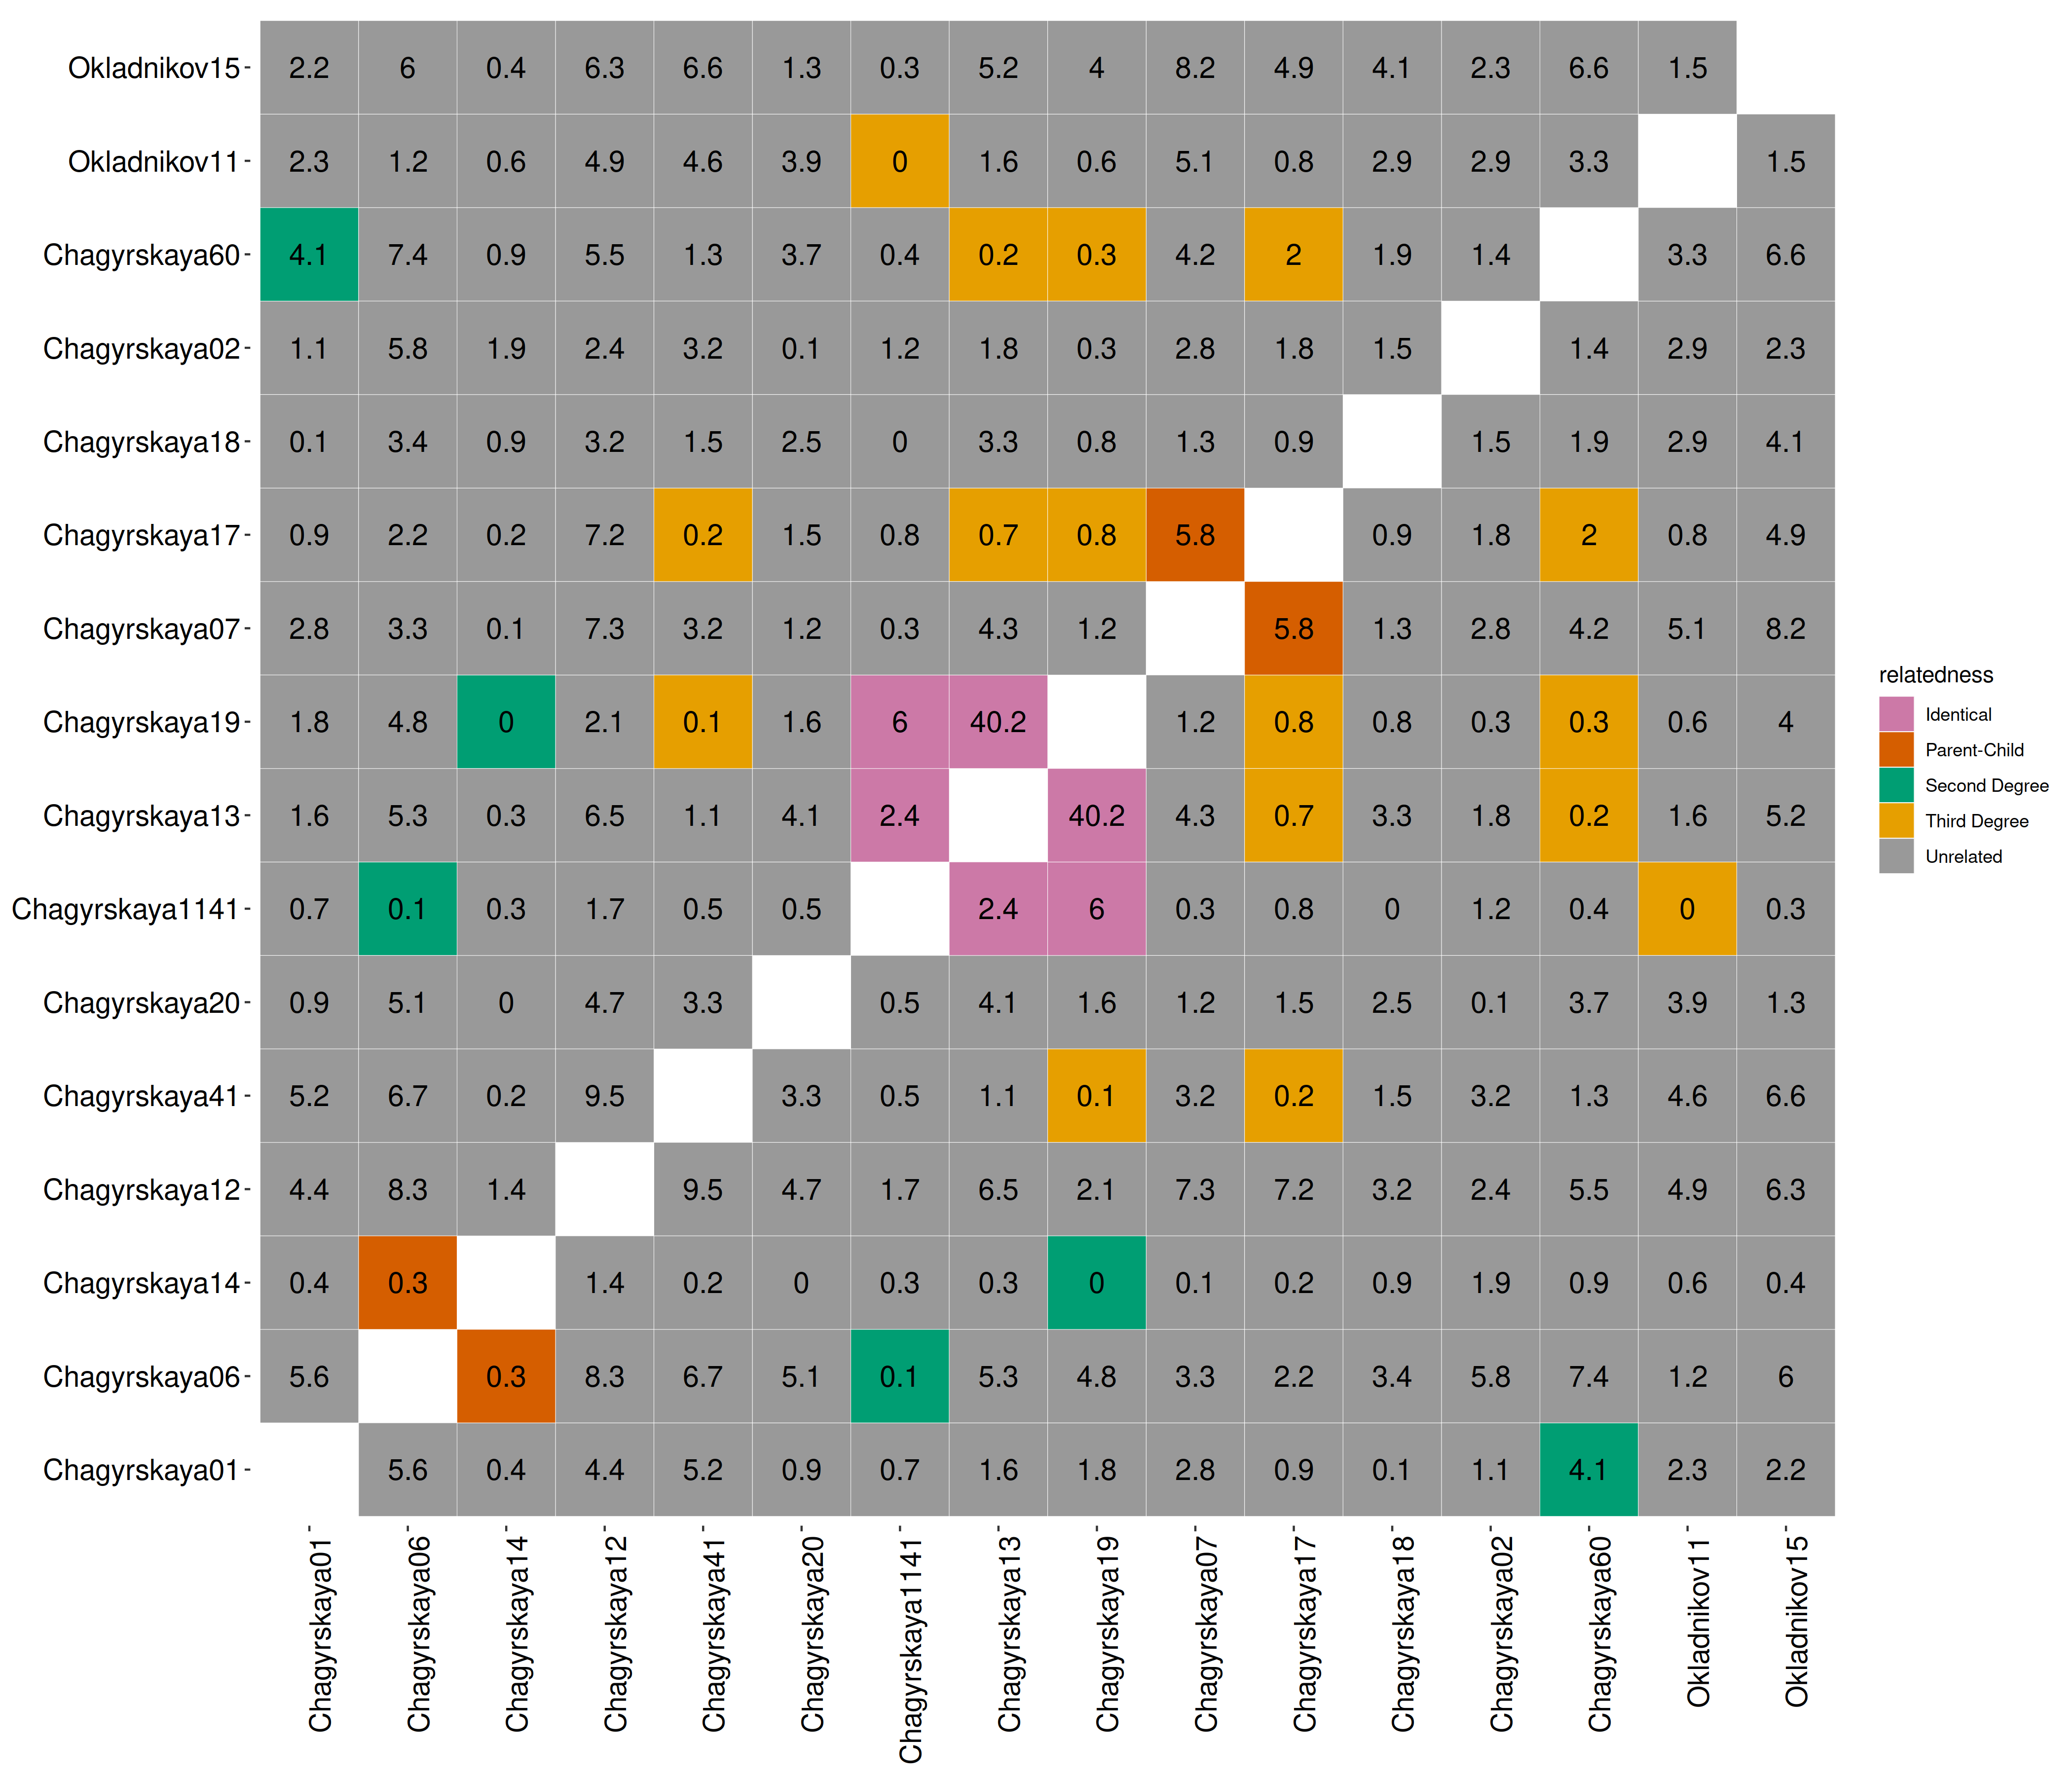 Okladnikov15 2.2 6 0.4 6.3 6.6 1.3 0.3 5.2 4 8.2 4.9 4.1 2.3 6.6 1.5
Okladnikov11 2.3 1.2 0.6 4.9 4.6 3.9 0 1.6 0.6 5.1 0.8 2.9 2.9 3.3 1.5
Chagyrskaya60 4.1 7.4 0.9 5.5 1.3 3.7 0.4 0.2 0.3 4.2 2 1.9 1.4 3.3 6.6
Chagyrskaya02 1.1 5.8 1.9 2.4 3.2 0.1 1.2 1.8 0.3 2.8 1.8 1.5 1.4 2.9 2.3
Chagyrskaya18 0.1 3.4 0.9 3.2 1.5 2.5 0 3.3 0.8 1.3 0.9 1.5 1.9 2.9 4.1
Chagyrskaya17 0.9 2.2 0.2 7.2 0.2 1.5 0.8 0.7 0.8 5.8 0.9 1.8 2 0.8 4.9
Chagyrskaya07 2.8 3.3 0.1 7.3 3.2 1.2 0.3 4.3 1.2 5.8 1.3 2.8 4.2 5.1 8.2
Chagyrskaya19 1.8 4.8 0 2.1 0.1 1.6 6 40.2 1.2 0.8 0.8 0.3 0.3 0.6 4
Chagyrskaya13 1.6 5.3 0.3 6.5 1.1 4.1 2.4 40.2 4.3 0.7 3.3 1.8 0.2 1.6 5.2
Chagyrskaya1141 0.7 0.1 0.3 1.7 0.5 0.5 2.4 6 0.3 0.8 0 1.2 0.4 0 0.3
Chagyrskaya20 0.9 5.1 0 4.7 3.3 0.5 4.1 1.6 1.2 1.5 2.5 0.1 3.7 3.9 1.3
Chagyrskaya41 5.2 6.7 0.2 9.5 3.3 0.5 1.1 0.1 3.2 0.2 1.5 3.2 1.3 4.6 6.6
Chagyrskaya12 4.4 8.3 1.4 9.5 4.7 1.7 6.5 2.1 7.3 7.2 3.2 2.4 5.5 4.9 6.3
Chagyrskaya14 0.4 0.3 1.4 0.2 0 0.3 0.3 0 0.1 0.2 0.9 1.9 0.9 0.6 0.4
Chagyrskaya06 5.6 0.3 8.3 6.7 5.1 0.1 5.3 4.8 3.3 2.2 3.4 5.8 7.4 1.2 6
Chagyrskaya01 5.6 0.4 4.4 5.2 0.9 0.7 1.6 1.8 2.8 0.9 0.1 1.1 4.1 2.3 2.2
Chagyrskaya01
Chagyrskaya06
Chagyrskaya14
Chagyrskaya12
Chagyrskaya41
Chagyrskaya20
Chagyrskaya1141
Chagyrskaya13
Chagyrskaya19
Chagyrskaya07
Chagyrskaya17
Chagyrskaya18
Chagyrskaya02
Chagyrskaya60
Okladnikov11
Okladnikov15
relatedness
Identical
Parent-Child
Second Degree
Third Degree
Unrelated